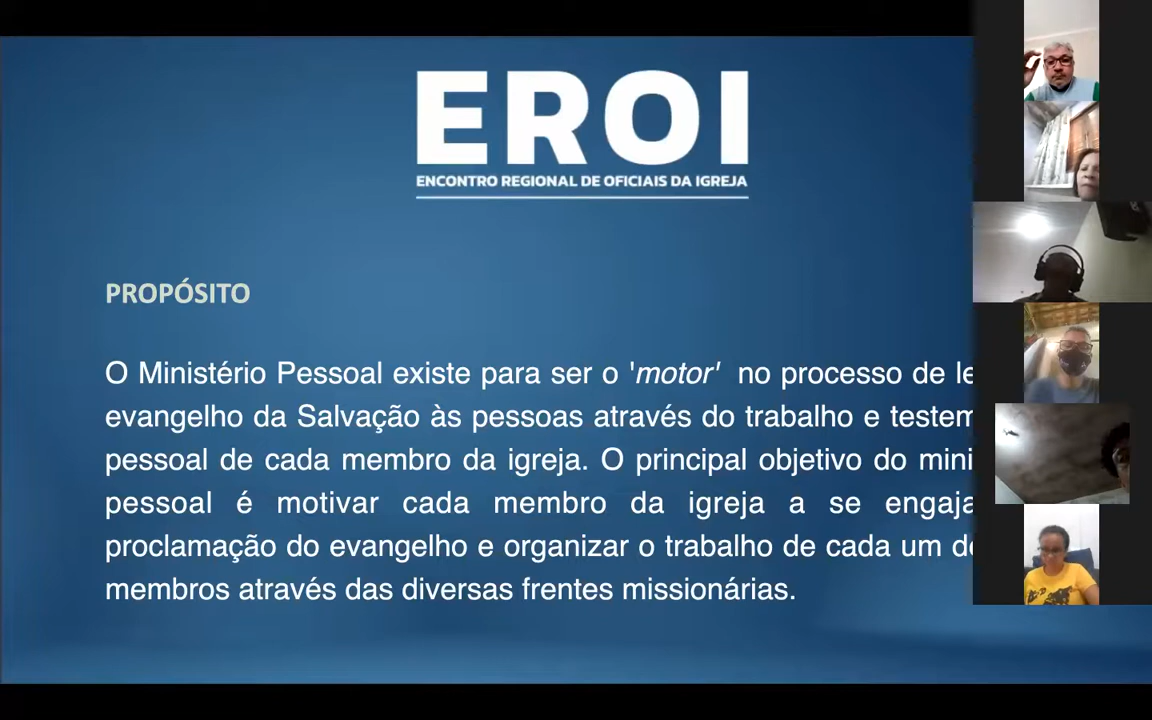 EROI
ENCONTRO REGIONAL DE OFICIAIS DA IGREJA
PROPÓSITO
O Ministério Pessoal existe para ser o 'motor' no processo de
evangelho da Salvação às pessoas através do trabalho e
pessoal de cada membro da igreja. O principal objetivo do
pessoal é motivar cada membro da igreja a se
proclamação do evangelho e organizar o trabalho de cada um
membros através das diversas frentes missionárias.